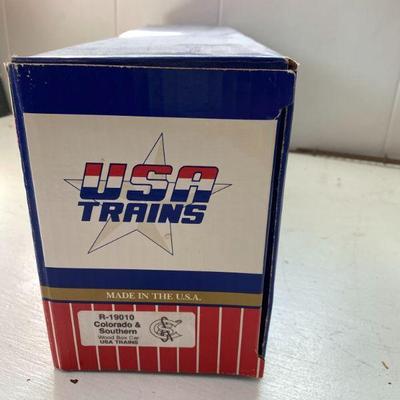 USA
TRAINS
MADE IN THE U.S.A.
R-19010
Colorado &
Southern
Wood Box Car
USA TRAINS